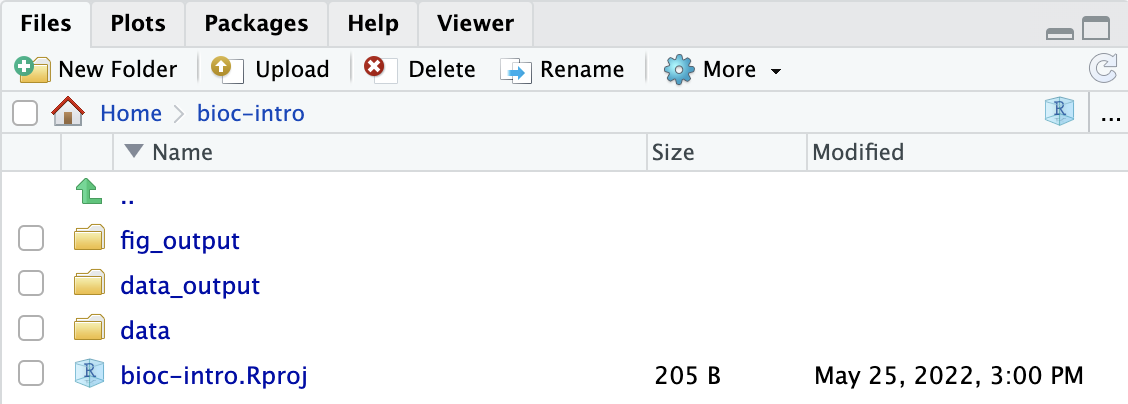 Files Plots Packages Help Viewer
New Folder Upload Delete Rename More
Home bioc-intro R ...
Name Size Modified
..
fig_output
data_output
data
R bioc-intro.Rproj 205 B May 25, 2022, 3:00 PM